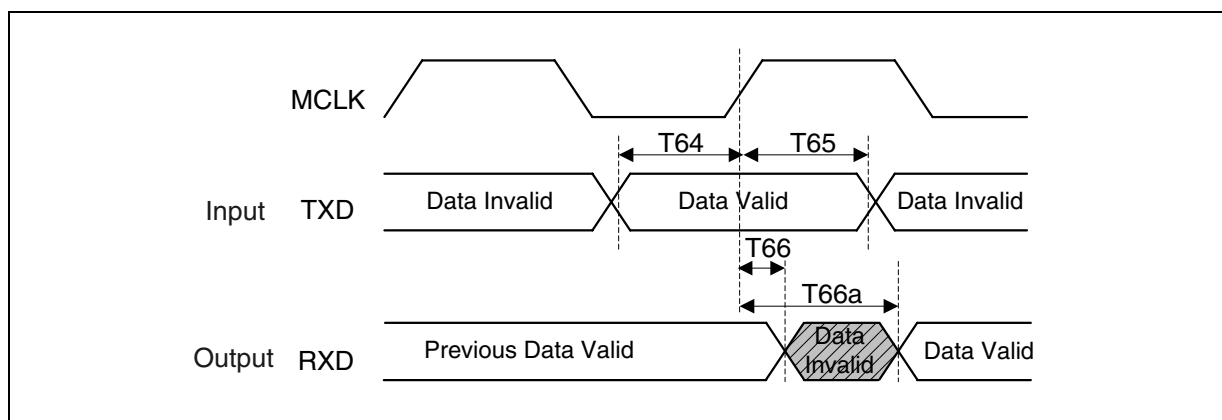 MCLK
T64 T65
Input TXD Data Invalid Data Valid Data Invalid
T66
T66a
Output RXD Previous Data Valid Data Invalid Data Valid